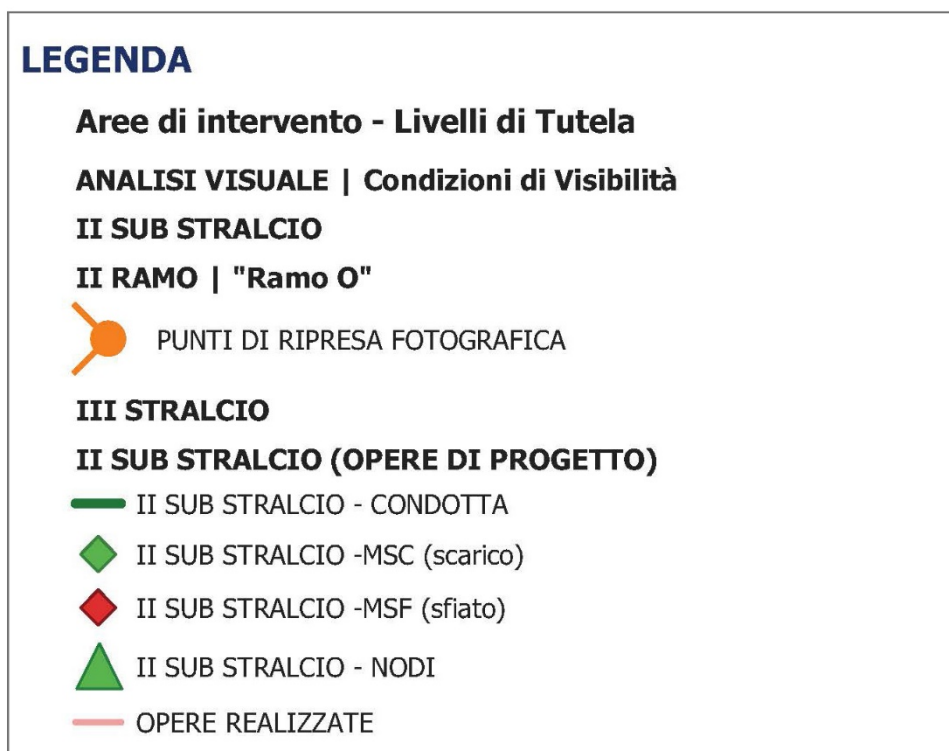 LEGENDA
Aree di intervento - Livelli di Tutela
ANALISI VISUALE | Condizioni di Visibilità
II SUB STRALCIO
II RAMO | "Ramo O"
PUNTI DI RIPRESA FOTOGRAFICA
III STRALCIO
II SUB STRALCIO (OPERE DI PROGETTO)
II SUB STRALCIO - CONDOTTA
II SUB STRALCIO -MSC (scarico)
II SUB STRALCIO -MSF (sfiato)
II SUB STRALCIO - NODI
OPERE REALIZZATE